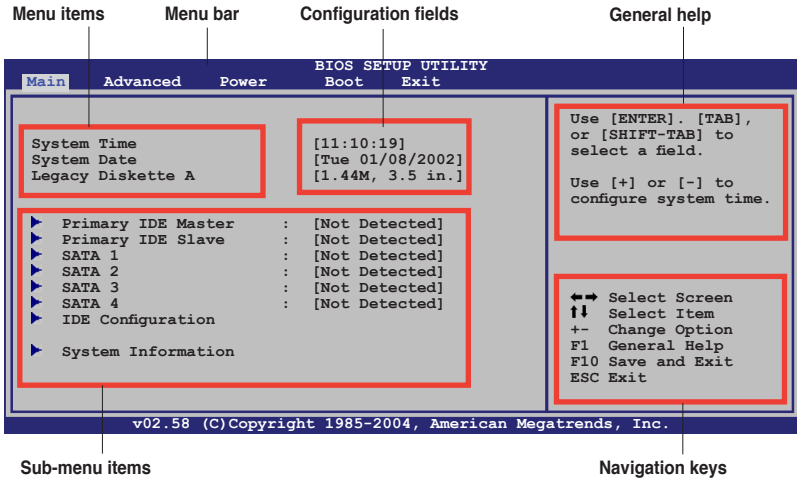 Menu items Menu bar Configuration fields General help
BIOS SETUP UTILITY
Main Advanced Power Boot Exit
System Time [11:10:19]
System Date [Tue 01/08/2002]
Legacy Diskette A [1.44M, 3.5 in.]
Primary IDE Master : [Not Detected]
Primary IDE Slave : [Not Detected]
SATA 1 : [Not Detected]
SATA 2 : [Not Detected]
SATA 3 : [Not Detected]
SATA 4 : [Not Detected]
IDE Configuration
System Information
Use [ENTER]. [TAB],
or [SHIFT-TAB] to
select a field.
Use [+] or [-] to
configure system time.
Select Screen
Select Item
+- Change Option
F1 General Help
F10 Save and Exit
ESC Exit
v02.58 (C)Copyright 1985-2004, American Megatrends, Inc.
Sub-menu items Navigation keys